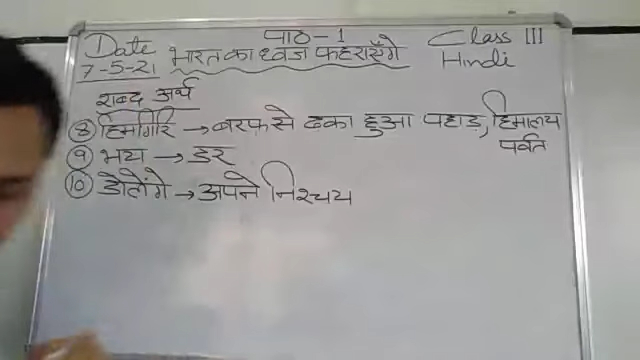 पाठ-1
Date 7-5-21
भारत का ध्वज फहराएँगे
Class III
Hindi
शब्द अर्थ
8 हिमगिरि → बरफ से ढका हुआ पहाड़, हिमालय पर्वत
9 भय → डर
10 डोलेंगे → अपने निश्चय